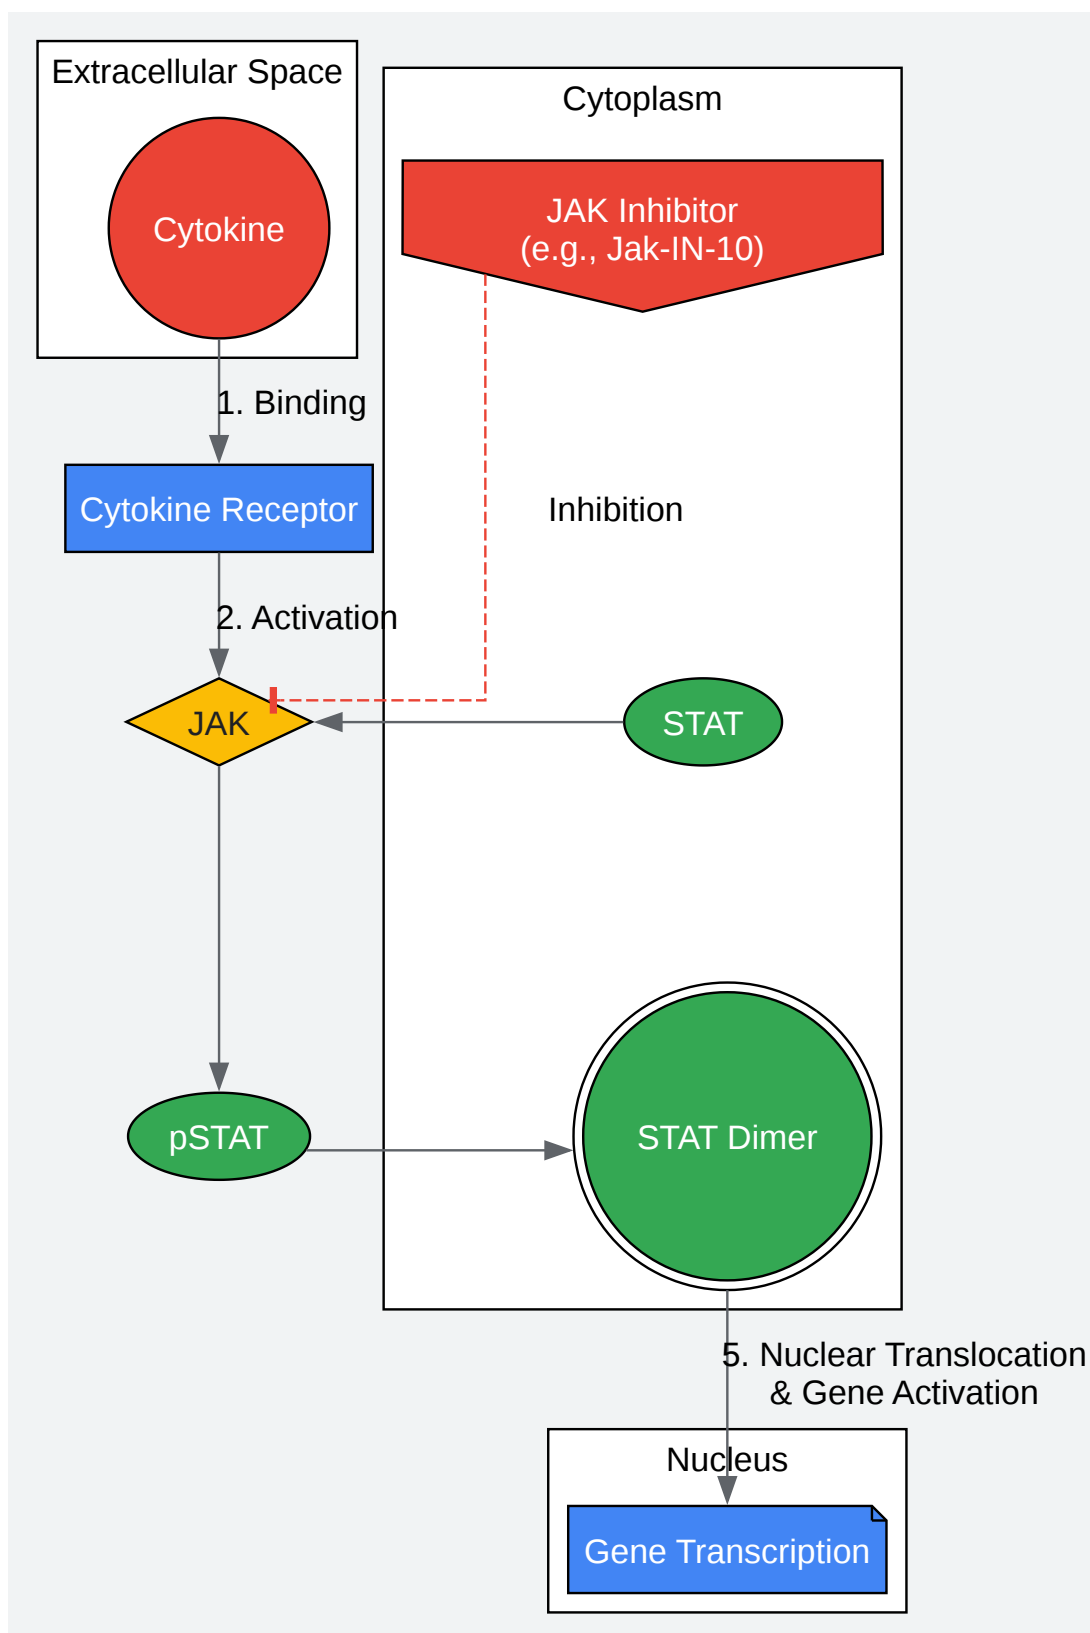 Extracellular Space
Cytoplasm
Cytokine
JAK Inhibitor
(e.g., Jak-IN-10)
1. Binding
Cytokine Receptor
Inhibition
2. Activation
JAK
STAT
pSTAT
STAT Dimer
5. Nuclear Translocation
& Gene Activation
Nucleus
Gene Transcription